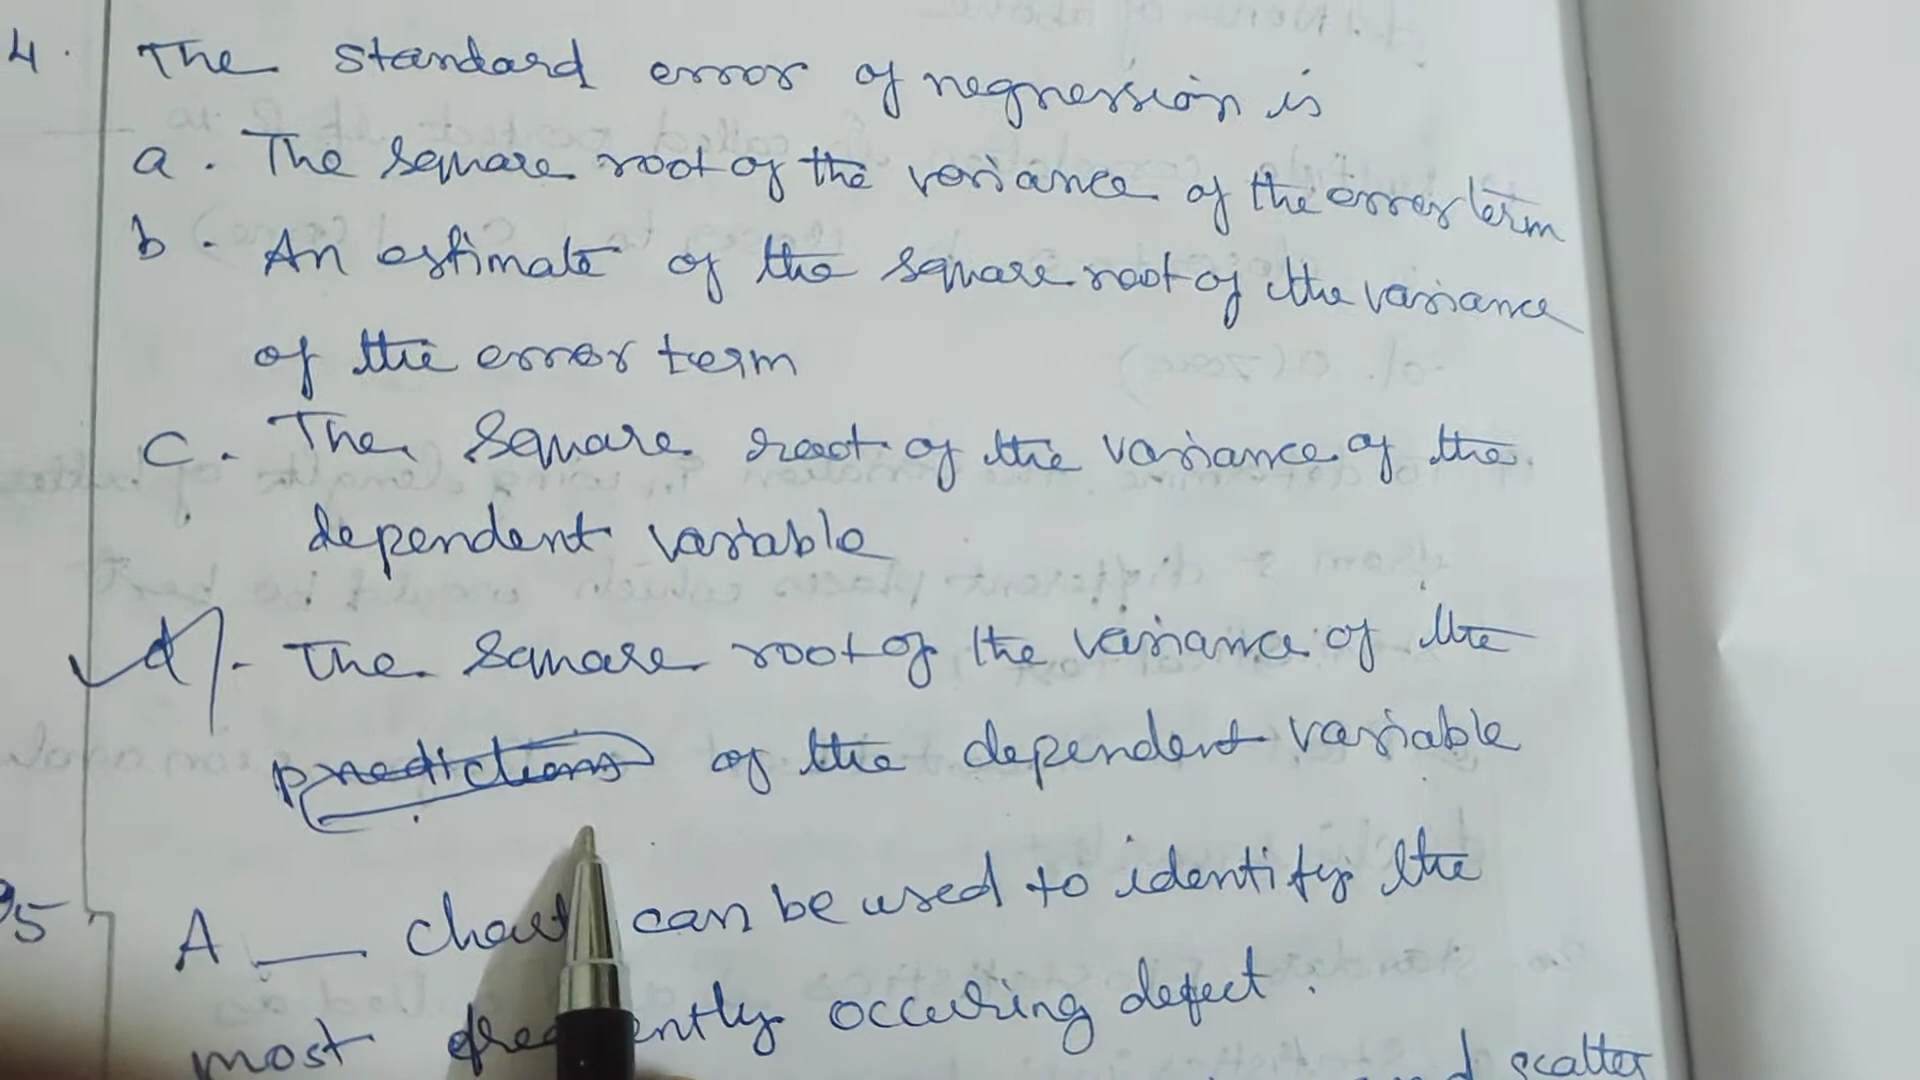 4. The standard error of regression is
a. The square root of the variance of the error term
b. An estimate of the square root of the variance
of the error term
c. The square root of the variance of the
dependent variable
d. The square root of the variance of the
predictions of the dependent variable
5 A ___ chart can be used to identify the
most frequently occuring defect.
scatter